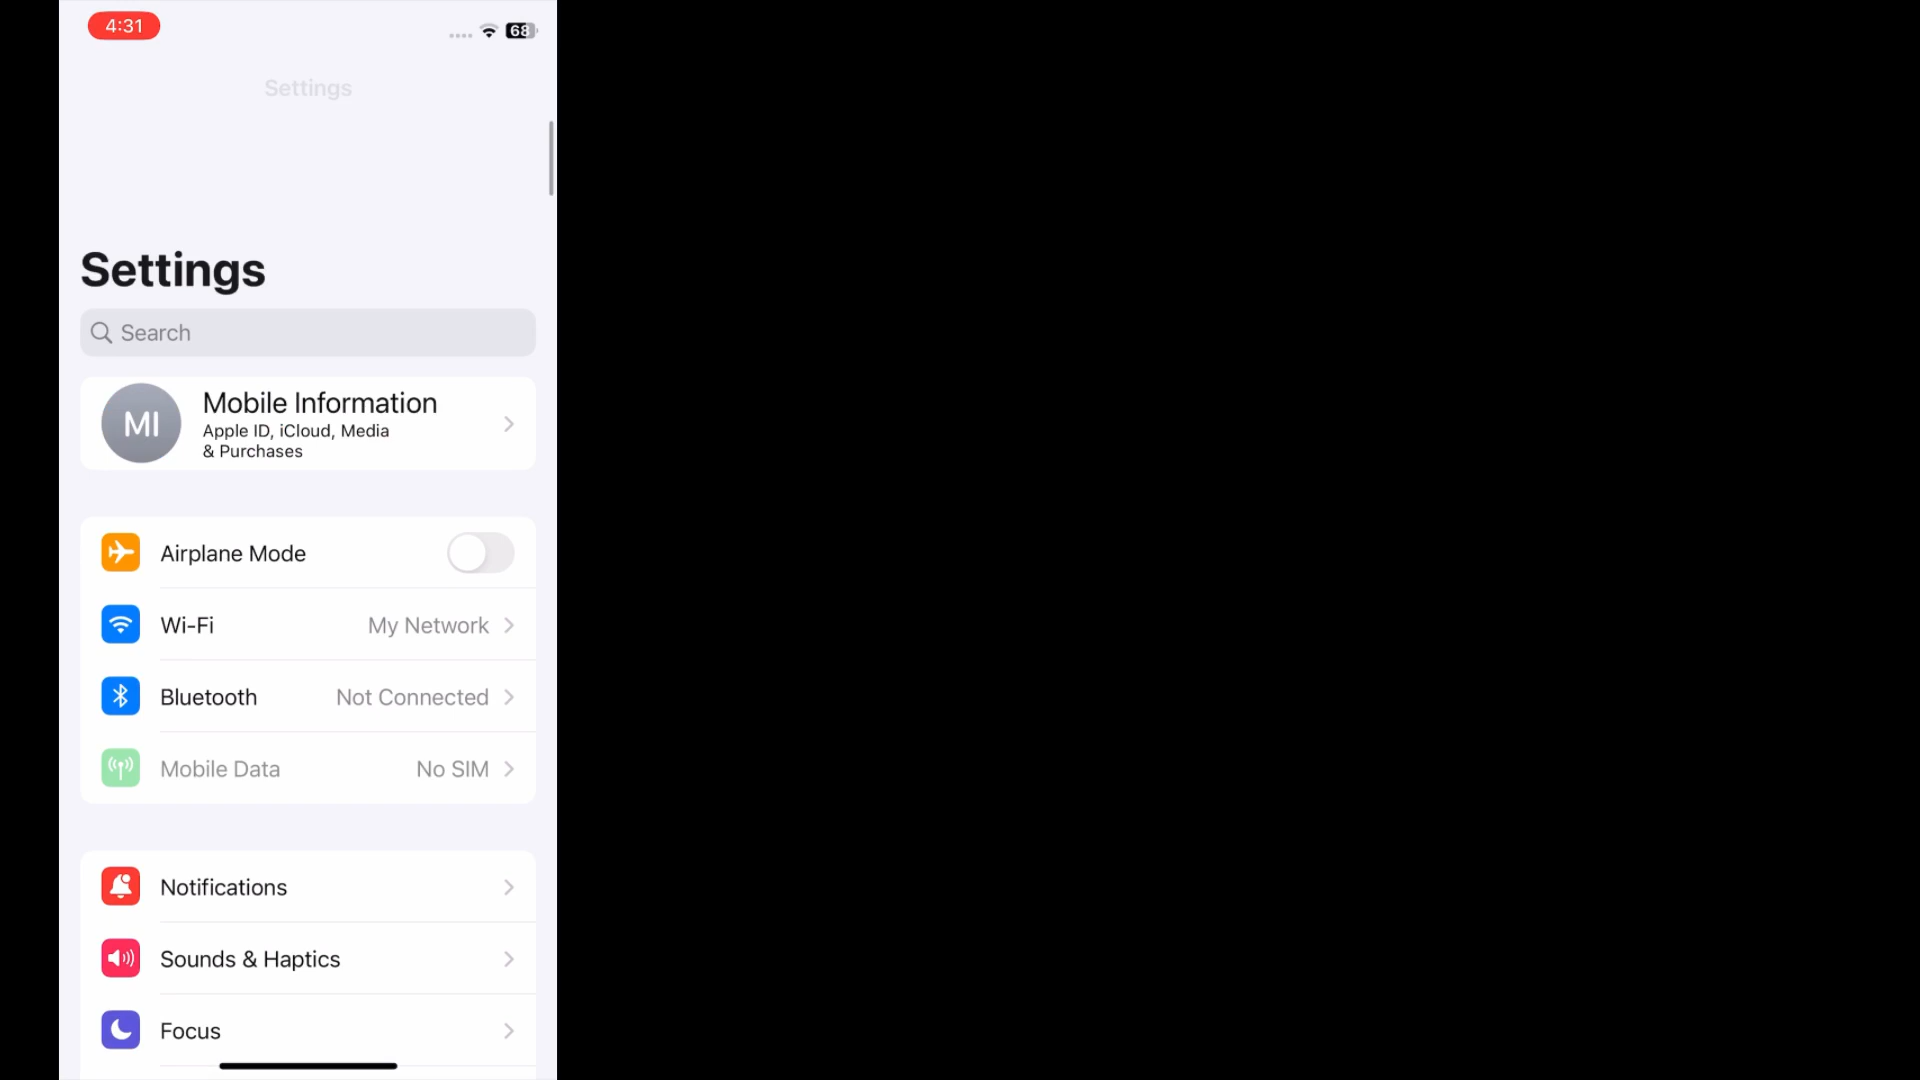 4:31
68
Settings
Settings
Search
MI
Mobile Information
Apple ID, iCloud, Media
& Purchases
Airplane Mode
Wi-Fi My Network
Bluetooth Not Connected
Mobile Data No SIM
Notifications
Sounds & Haptics
Focus